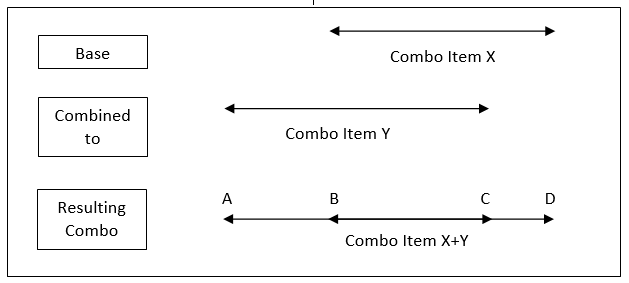 Base
Combo Item X
Combined
to
Combo Item Y
A B C D
Resulting
Combo
Combo Item X+Y